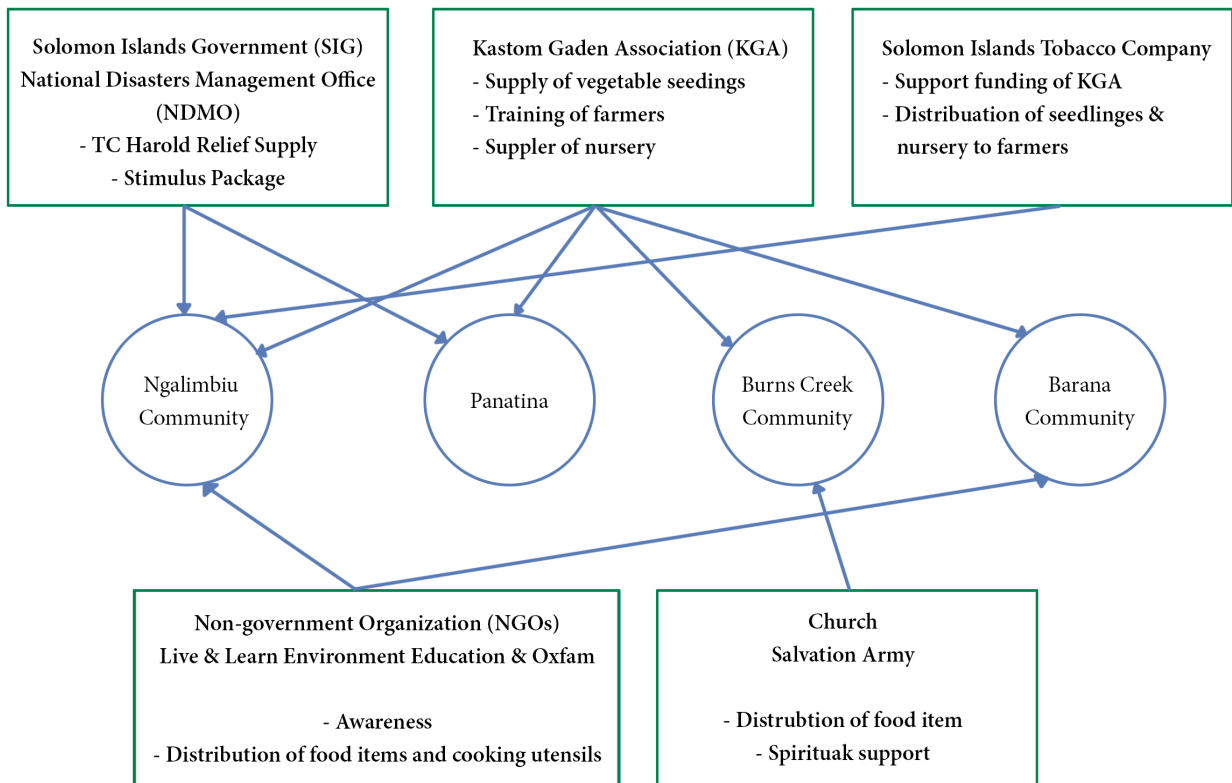 Solomon Islands Government (SIG)
National Disasters Management Office
(NDMO)
- TC Harold Relief Supply
- Stimulus Package
Kastom Gaden Association (KGA)
- Supply of vegetable seedings
- Training of farmers
- Suppler of nursery
Solomon Islands Tobacco Company
- Support funding of KGA
- Distribuation of seedlinges &
nursery to farmers
Ngalimbiu
Community
Panatina
Burns Creek
Community
Barana
Community
Non-government Organization (NGOs)
Live & Learn Environment Education & Oxfam
- Awareness
- Distribution of food items and cooking utensils
Church
Salvation Army
- Distrubtion of food item
- Spirituak support